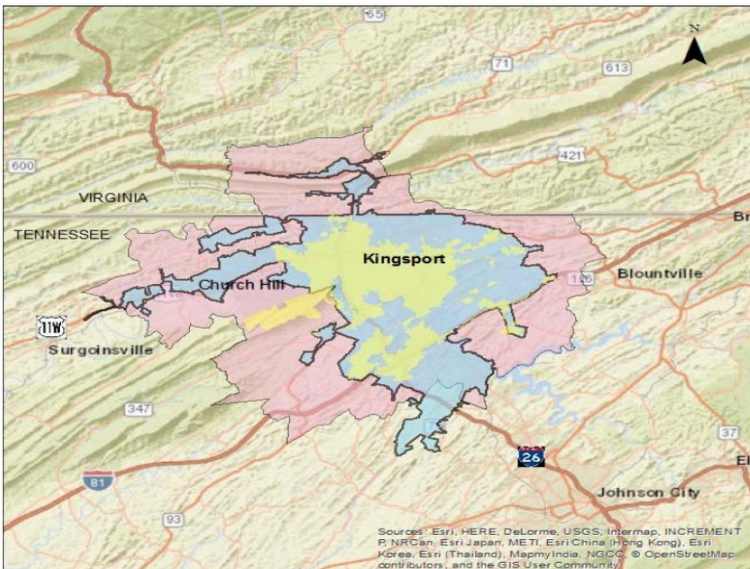 65
N
71
613
600
421
VIRGINIA
TENNESSEE
Br
Kingsport
126
Blountville
Church Hill
11W
Surgoinsville
347
37
81
26
El
Johnson City
93
Sources: Esri, HERE, DeLorme, USGS, Intermap, INCREMENT
P, NRCan, Esri Japan, METI, Esri China (Hong Kong), Esri
Korea, Esri (Thailand), MapmyIndia, NGCC, © OpenStreetMap
contributors, and the GIS User Community